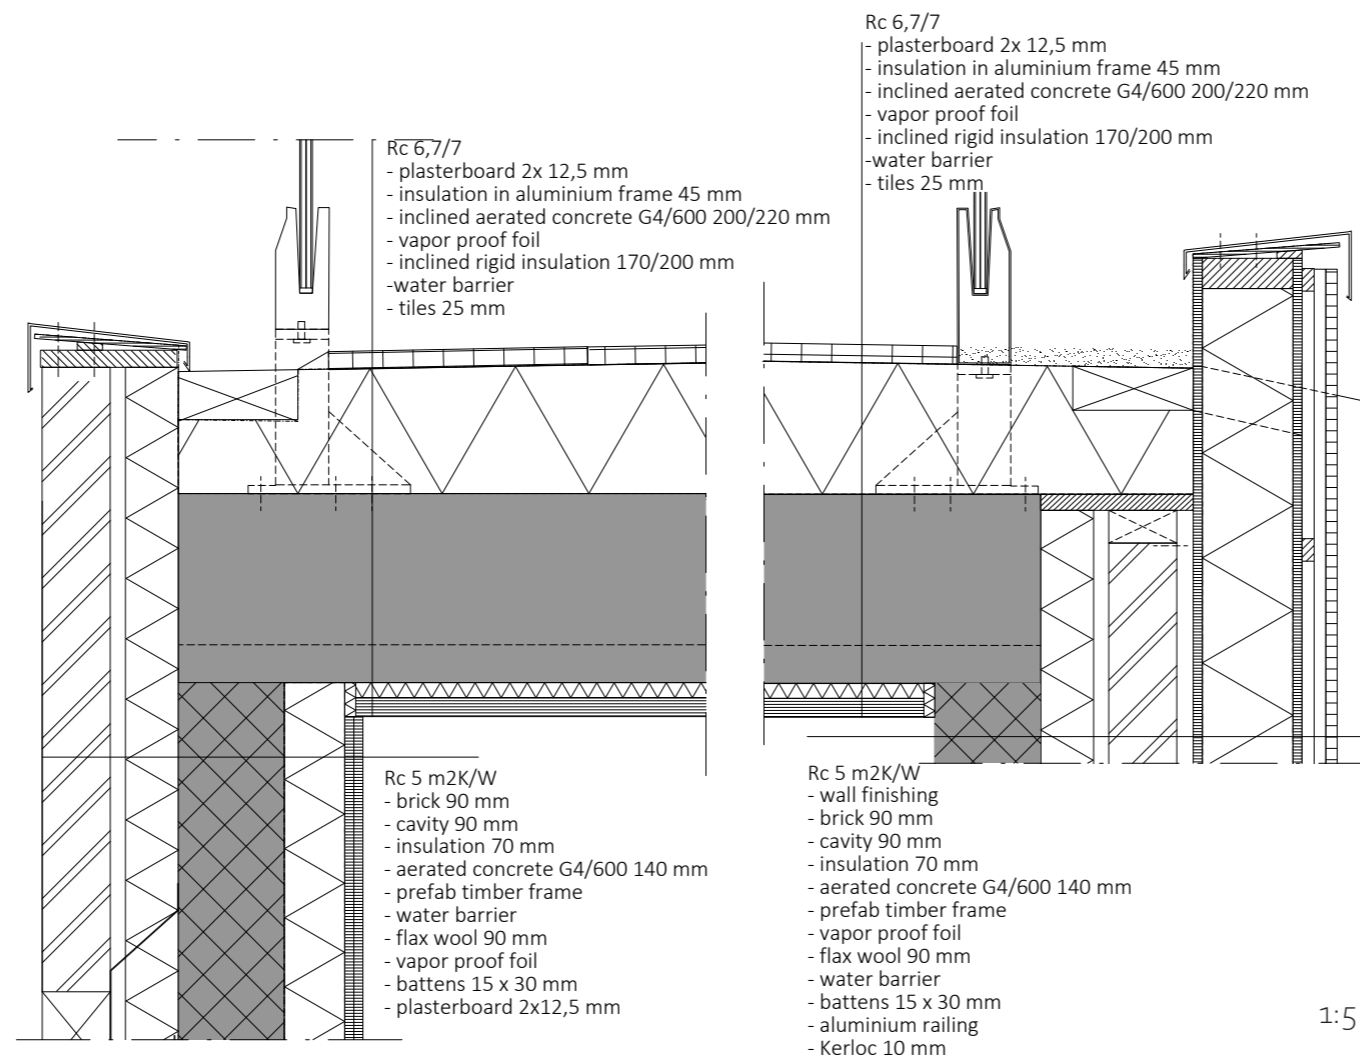 Rc 6,7/7
- plasterboard 2x 12,5 mm
- insulation in aluminium frame 45 mm
- inclined aerated concrete G4/600 200/220 mm
- vapor proof foil
- inclined rigid insulation 170/200 mm
-water barrier
- tiles 25 mm
Rc 6,7/7
- plasterboard 2x 12,5 mm
- insulation in aluminium frame 45 mm
- inclined aerated concrete G4/600 200/220 mm
- vapor proof foil
- inclined rigid insulation 170/200 mm
-water barrier
- tiles 25 mm
Rc 5 m2K/W
- brick 90 mm
- cavity 90 mm
- insulation 70 mm
- aerated concrete G4/600 140 mm
- prefab timber frame
- water barrier
- flax wool 90 mm
- vapor proof foil
- battens 15 x 30 mm
- plasterboard 2x12,5 mm
Rc 5 m2K/W
- wall finishing
- brick 90 mm
- cavity 90 mm
- insulation 70 mm
- aerated concrete G4/600 140 mm
- prefab timber frame
- vapor proof foil
- flax wool 90 mm
- water barrier
- battens 15 x 30 mm
- aluminium railing
- Kerloc 10 mm
1:5